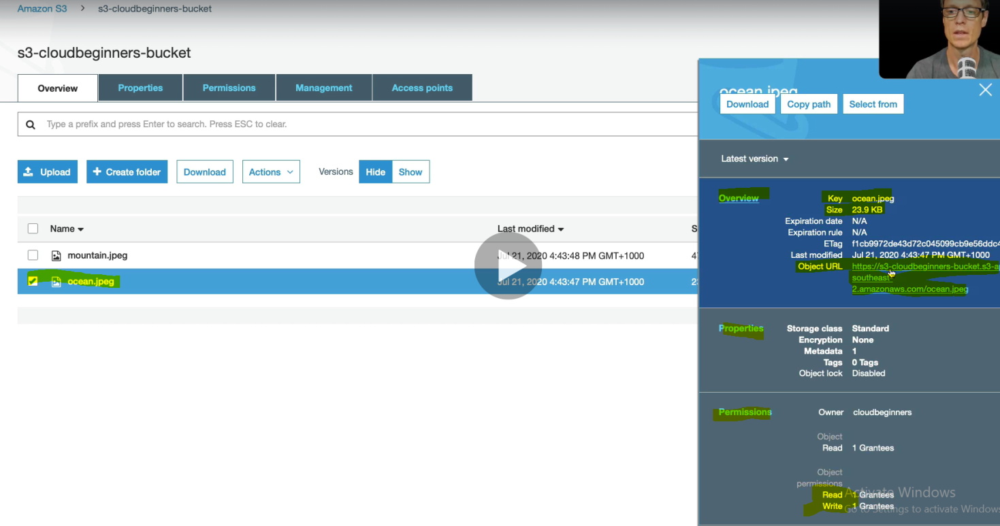 Amazon S3 > s3-cloudbeginners-bucket
s3-cloudbeginners-bucket
Overview Properties Permissions Management Access points
Type a prefix and press Enter to search. Press ESC to clear.
Upload + Create folder Download Actions Versions Hide Show
Name Last modified S
mountain.jpeg Jul 21, 2020 4:43:48 PM GMT+1000 47
ocean.jpeg Jul 21, 2020 4:43:47 PM GMT+1000 23
ocean.jpeg
Download Copy path Select from
Latest version
Overview
Key ocean.jpeg
Size 23.9 KB
Expiration date N/A
Expiration rule N/A
ETag f1cb9972de43d72c045099cb9e56ddc4
Last modified Jul 21, 2020 4:43:47 PM GMT+1000
Object URL https://s3-cloudbeginners-bucket.s3-ap
southeast-
2.amazonaws.com/ocean.jpeg
Properties
Storage class Standard
Encryption None
Metadata 1
Tags 0 Tags
Object lock Disabled
Permissions
Owner cloudbeginners
Object
Read 1 Grantees
Object
permissions
Read 1 Grantees
Write 1 Grantees
Activate Windows
Go to Settings to activate Windows